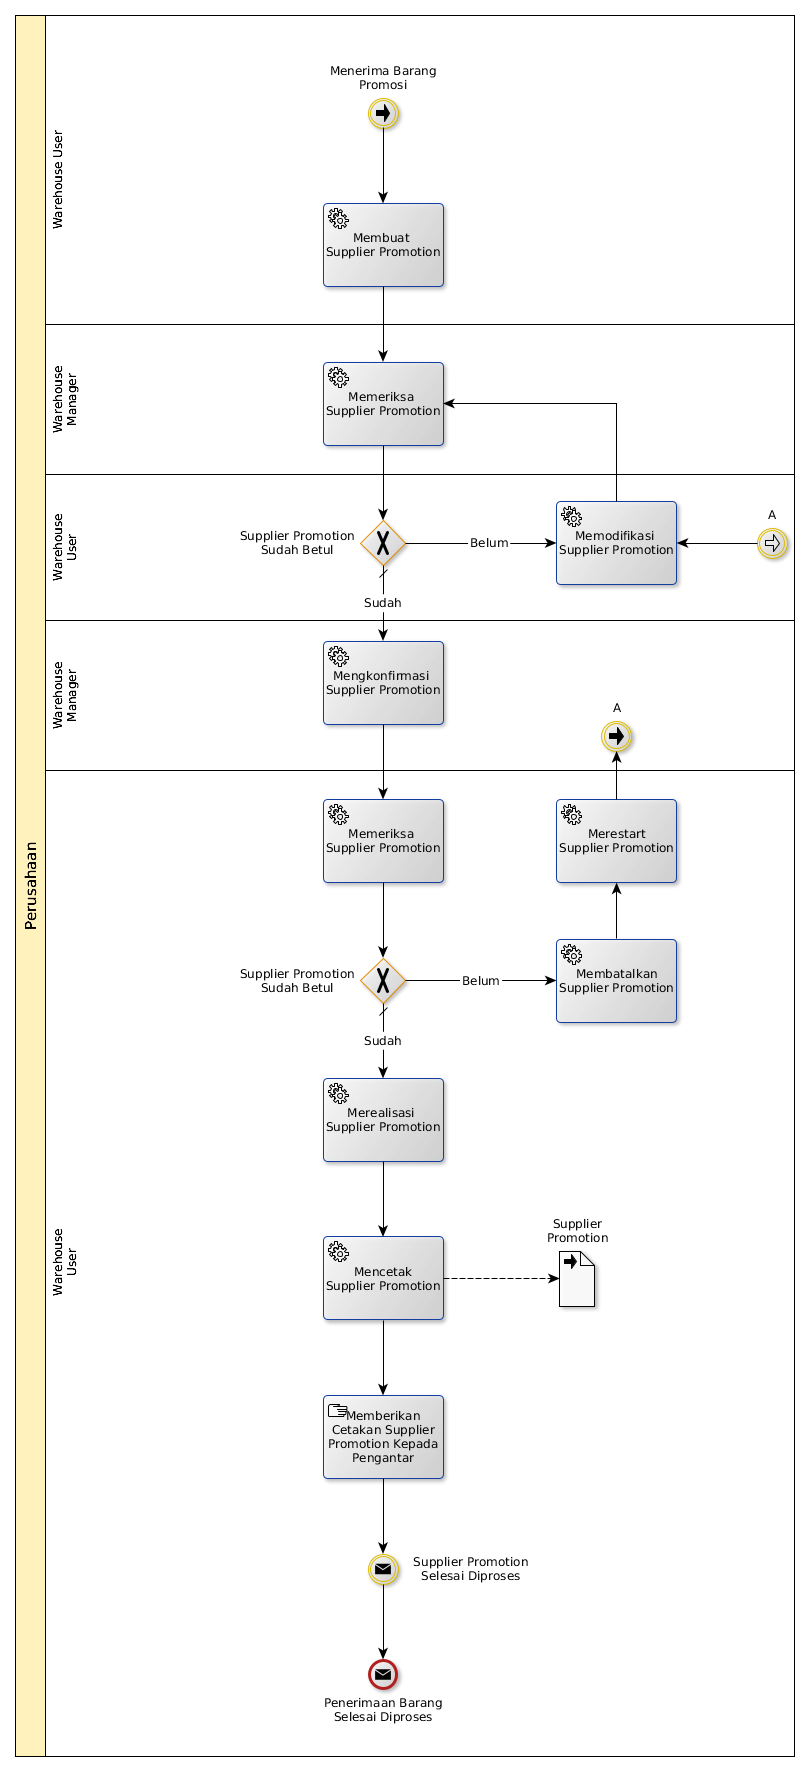 Perusahaan
Warehouse User
Menerima Barang
Promosi
Membuat
Supplier Promotion
Warehouse
Manager
Memeriksa
Supplier Promotion
Warehouse
User
Supplier Promotion
Sudah Betul
Belum
Memodifikasi
Supplier Promotion
A
Sudah
Warehouse
Manager
Mengkonfirmasi
Supplier Promotion
A
Warehouse
User
Memeriksa
Supplier Promotion
Merestart
Supplier Promotion
Supplier Promotion
Sudah Betul
Belum
Membatalkan
Supplier Promotion
Sudah
Merealisasi
Supplier Promotion
Mencetak
Supplier Promotion
Supplier
Promotion
Memberikan
Cetakan Supplier
Promotion Kepada
Pengantar
Supplier Promotion
Selesai Diproses
Penerimaan Barang
Selesai Diproses